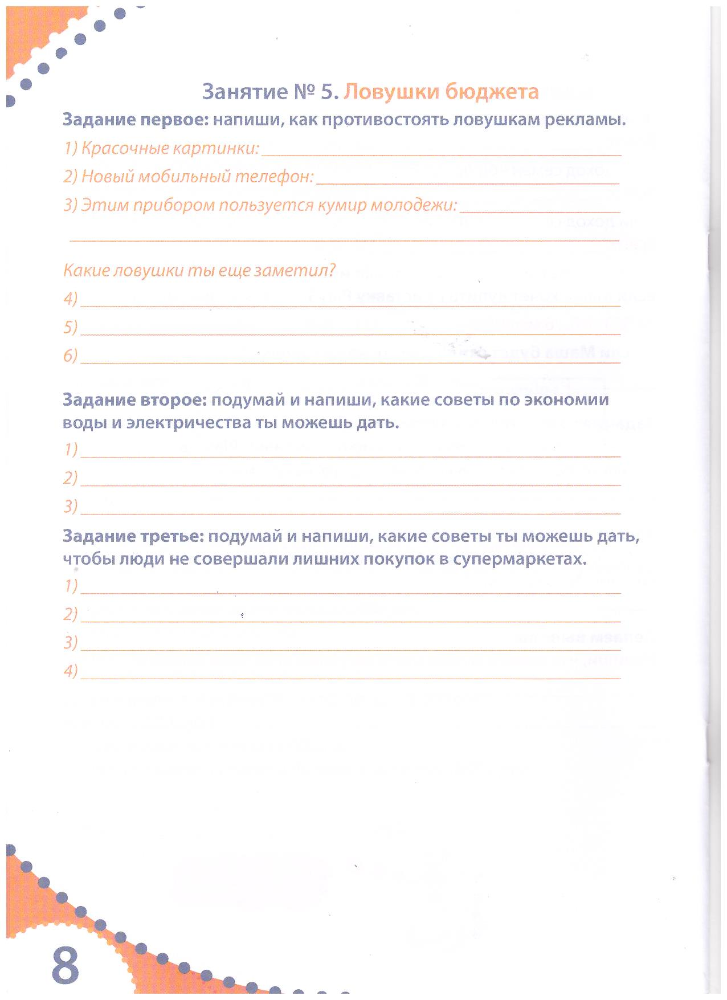 Занятие № 5. Ловушки бюджета
Задание первое: напиши, как противостоять ловушкам рекламы.
1) Красочные картинки:
2) Новый мобильный телефон:
3) Этим прибором пользуется кумир молодежи:
Какие ловушки ты еще заметил?
4)
5)
6)
Задание второе: подумай и напиши, какие советы по экономии
воды и электричества ты можешь дать.
1)
2)
3)
Задание третье: подумай и напиши, какие советы ты можешь дать,
чтобы люди не совершали лишних покупок в супермаркетах.
1)
2)
3)
4)
8